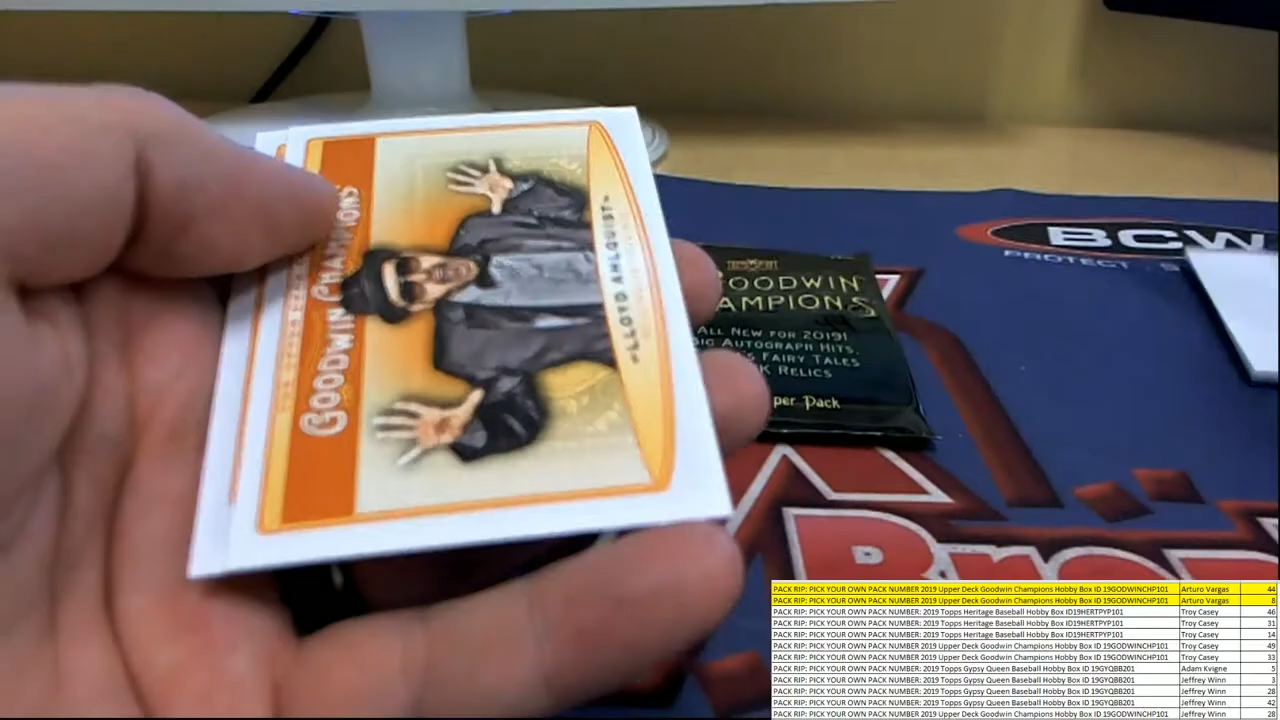 GOODWIN CHAMPIONS
~LLOYD AHLQUIST~
GOODWIN
CHAMPIONS
ALL NEW FOR 2019!
AUTOGRAPH HITS,
FAIRY TALES
RELICS
per Pack
BCW
PROTECT
PACK RIP: PICK YOUR OWN PACK NUMBER 2019 Upper Deck Goodwin Champions Hobby Box ID 19GODWINCHP101 Arturo Vargas 44
PACK RIP: PICK YOUR OWN PACK NUMBER 2019 Upper Deck Goodwin Champions Hobby Box ID 19GODWINCHP101 Arturo Vargas 8
PACK RIP: PICK YOUR OWN PACK NUMBER: 2019 Topps Heritage Baseball Hobby Box ID19HERTPYP101 Troy Casey 46
PACK RIP: PICK YOUR OWN PACK NUMBER: 2019 Topps Heritage Baseball Hobby Box ID19HERTPYP101 Troy Casey 31
PACK RIP: PICK YOUR OWN PACK NUMBER: 2019 Topps Heritage Baseball Hobby Box ID19HERTPYP101 Troy Casey 14
PACK RIP: PICK YOUR OWN PACK NUMBER 2019 Upper Deck Goodwin Champions Hobby Box ID 19GODWINCHP101 Troy Casey 49
PACK RIP: PICK YOUR OWN PACK NUMBER 2019 Upper Deck Goodwin Champions Hobby Box ID 19GODWINCHP101 Troy Casey 33
PACK RIP: PICK YOUR OWN PACK NUMBER: 2019 Topps Gypsy Queen Baseball Hobby Box ID 19GYQBB201 Adam Kvigne 5
PACK RIP: PICK YOUR OWN PACK NUMBER: 2019 Topps Gypsy Queen Baseball Hobby Box ID 19GYQBB201 Jeffrey Winn 3
PACK RIP: PICK YOUR OWN PACK NUMBER: 2019 Topps Gypsy Queen Baseball Hobby Box ID 19GYQBB201 Jeffrey Winn 28
PACK RIP: PICK YOUR OWN PACK NUMBER: 2019 Topps Gypsy Queen Baseball Hobby Box ID 19GYQBB201 Jeffrey Winn 42
PACK RIP: PICK YOUR OWN PACK NUMBER 2019 Upper Deck Goodwin Champions Hobby Box ID 19GODWINCHP101 Jeffrey Winn 28